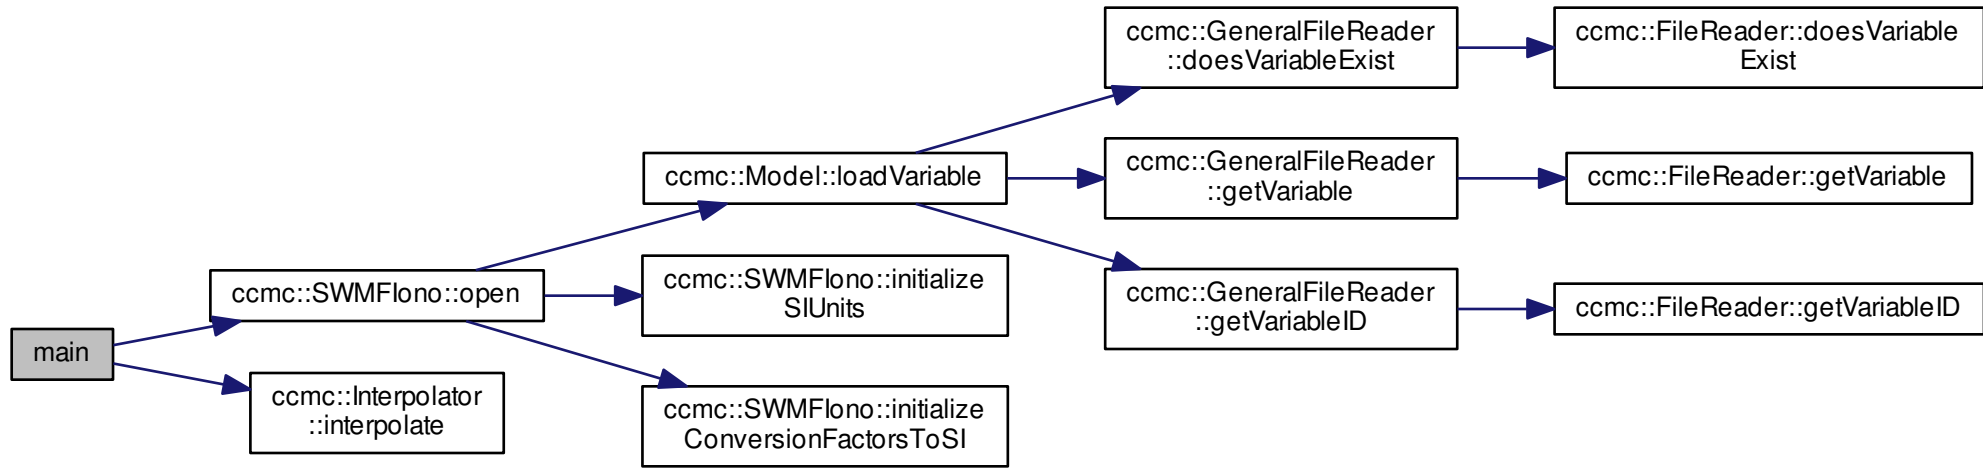 main
ccmc::SWMFIono::open
ccmc::Interpolator
::interpolate
ccmc::Model::loadVariable
ccmc::SWMFIono::initialize
SIUnits
ccmc::SWMFIono::initialize
ConversionFactorsToSI
ccmc::GeneralFileReader
::doesVariableExist
ccmc::GeneralFileReader
::getVariable
ccmc::GeneralFileReader
::getVariableID
ccmc::FileReader::doesVariable
Exist
ccmc::FileReader::getVariable
ccmc::FileReader::getVariableID